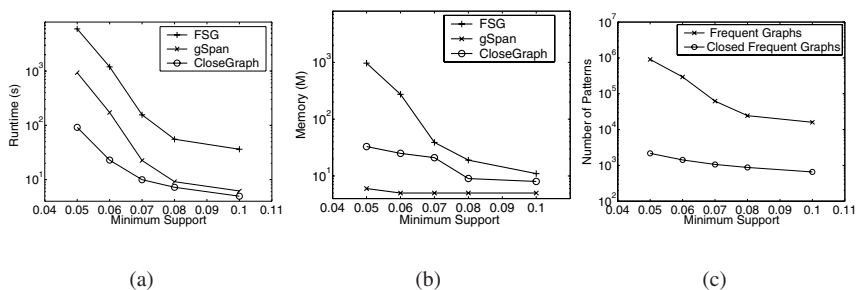 10^3
10^2
10^1
Runtime (s)
0.04 0.05 0.06 0.07 0.08 0.09 0.1 0.11
Minimum Support
FSG
gSpan
CloseGraph
(a)
10^3
10^2
10^1
Memory (M)
0.04 0.05 0.06 0.07 0.08 0.09 0.1
Minimum Support
FSG
gSpan
CloseGraph
(b)
10^7
10^6
10^5
10^4
10^3
10^2
Number of Patterns
0.04 0.05 0.06 0.07 0.08 0.09 0.1 0.11
Minimum Support
Frequent Graphs
Closed Frequent Graphs
(c)